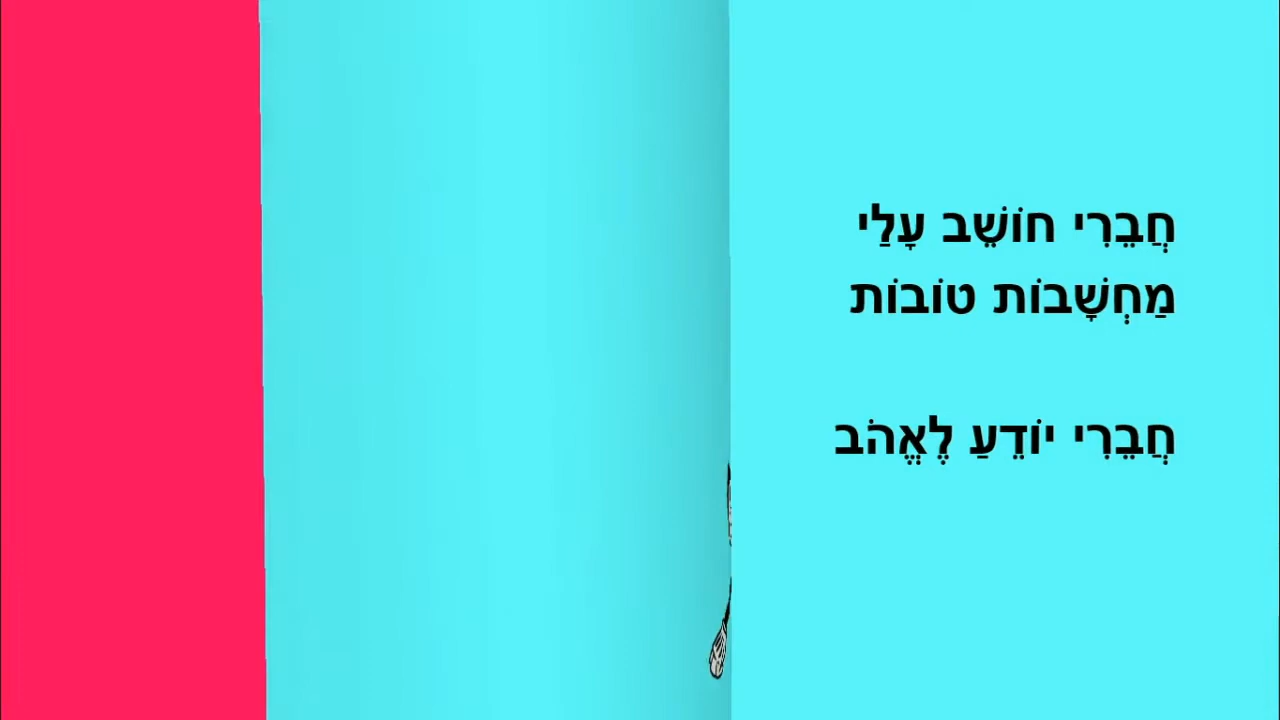 חֲבֵרִי חוֹשֵׁב עָלַי
מַחְשָׁבוֹת טוֹבוֹת
חֲבֵרִי יוֹדֵעַ לֶאֱהֹב